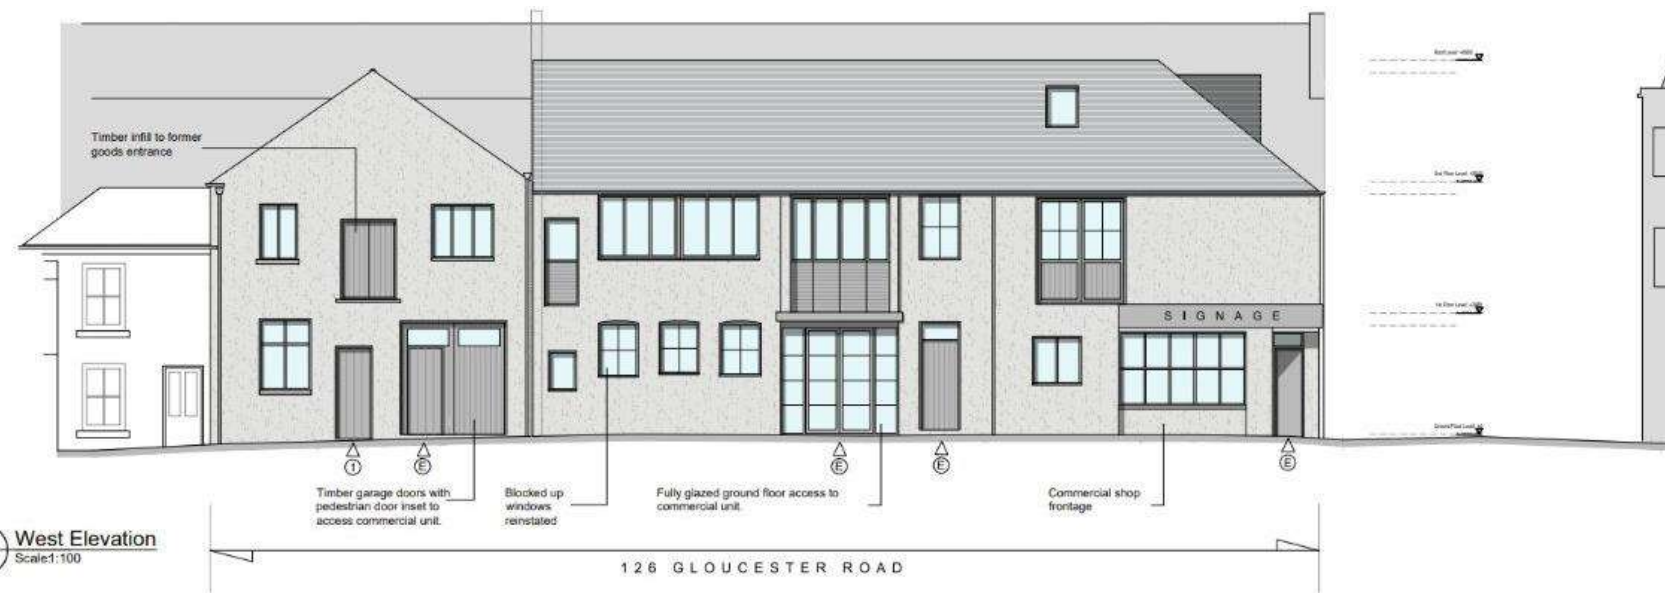 Timber infill to former
goods entrance
SIGNAGE
1
E
E
E
E
Timber garage doors with
pedestrian door inset to
access commercial unit.
Blocked up
windows
reinstated
Fully glazed ground floor access to
commercial unit.
Commercial shop
frontage
West Elevation
Scale1:100
126 GLOUCESTER ROAD